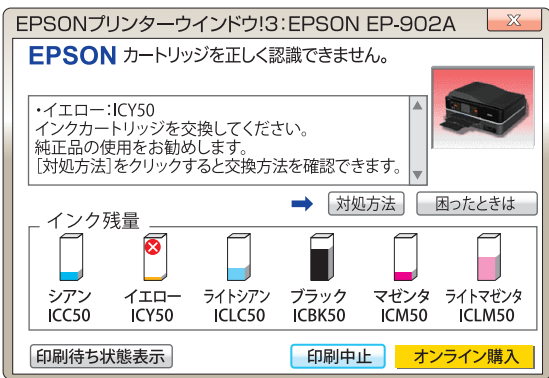 EPSONプリンターウインドウ!3:EPSON EP-902A
EPSON カートリッジを正しく認識できません。
・イエロー:ICY50
インクカートリッジを交換してください。
純正品の使用をお勧めします。
[対処方法]をクリックすると交換方法を確認できます。
対処方法 困ったときは
インク残量
シアン イエロー ライトシアン ブラック マゼンタ ライトマゼンタ
ICC50 ICY50 ICLC50 ICBK50 ICM50 ICLM50
印刷待ち状態表示 印刷中止 オンライン購入